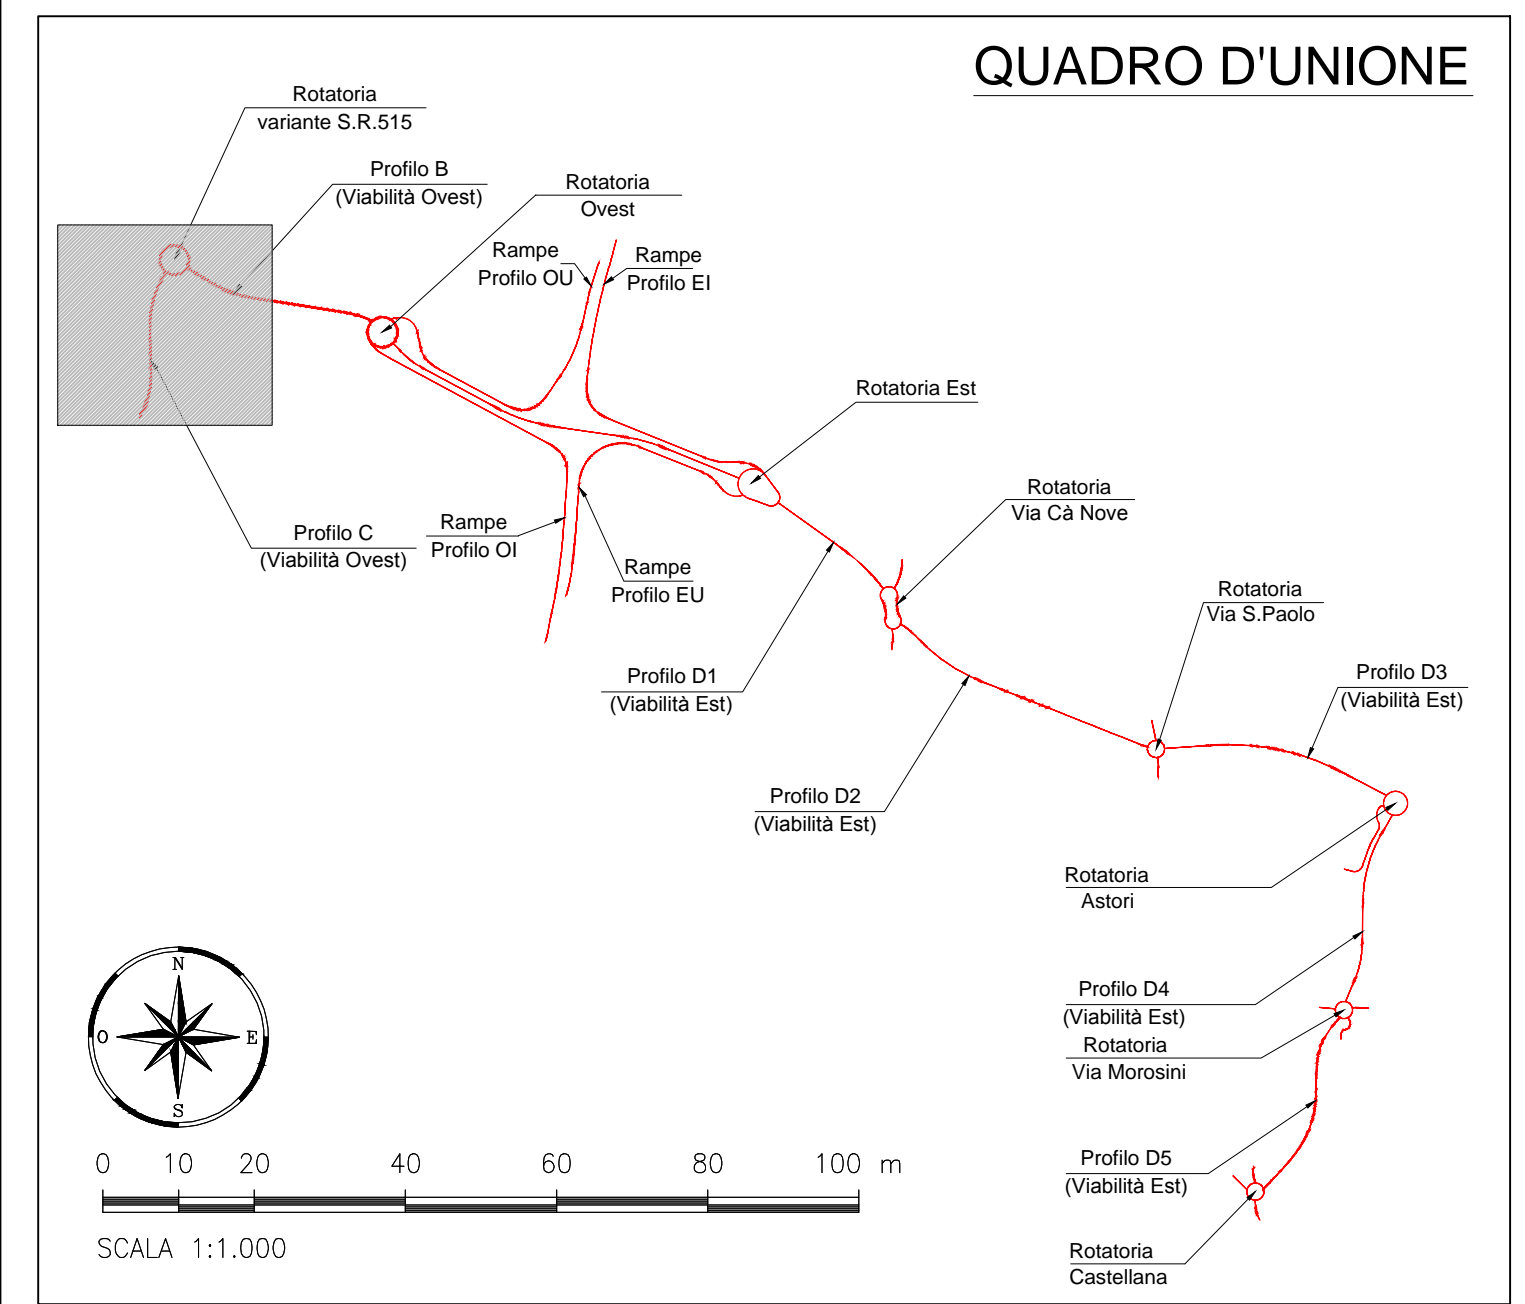 QUADRO D'UNIONE
Rotatoria
variante S.R.515
Profilo B
(Viabilità Ovest)
Rotatoria
Ovest
Rampe
Profilo OU
Rampe
Profilo EI
Rotatoria Est
Rotatoria
Via Cà Nove
Profilo C
(Viabilità Ovest)
Rampe
Profilo OI
Rampe
Profilo EU
Rotatoria
Via S.Paolo
Profilo D1
(Viabilità Est)
Profilo D3
(Viabilità Est)
Profilo D2
(Viabilità Est)
Rotatoria
Astori
Profilo D4
(Viabilità Est)
Rotatoria
Via Morosini
Profilo D5
(Viabilità Est)
Rotatoria
Castellana
N
O
E
S
0 10 20 40 60 80 100 m
SCALA 1:1.000